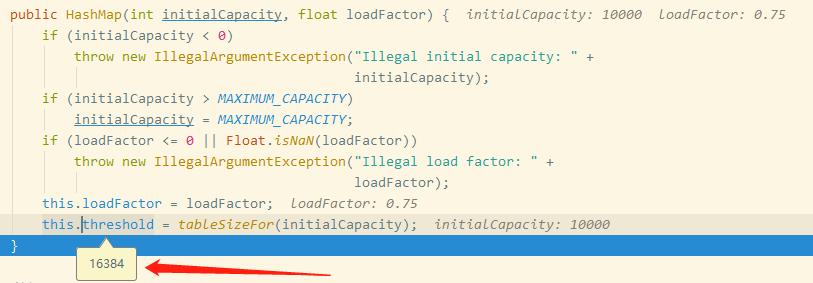 public HashMap(int initialCapacity, float loadFactor) {  initialCapacity: 10000  loadFactor: 0.75
    if (initialCapacity < 0)
        throw new IllegalArgumentException("Illegal initial capacity: " +
                                           initialCapacity);
    if (initialCapacity > MAXIMUM_CAPACITY)
        initialCapacity = MAXIMUM_CAPACITY;
    if (loadFactor <= 0 || Float.isNaN(loadFactor))
        throw new IllegalArgumentException("Illegal load factor: " +
                                           loadFactor);
    this.loadFactor = loadFactor;  loadFactor: 0.75
    this.threshold = tableSizeFor(initialCapacity);  initialCapacity: 10000
}
16384